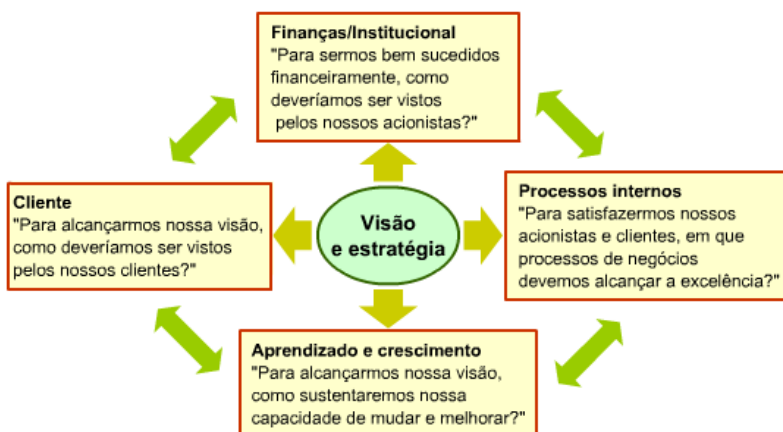 Finanças/Institucional
"Para sermos bem sucedidos
financeiramente, como
deveríamos ser vistos
pelos nossos acionistas?"
Cliente
"Para alcançarmos nossa visão,
como deveríamos ser vistos
pelos nossos clientes?"
Visão
e estratégia
Processos internos
"Para satisfazermos nossos
acionistas e clientes, em que
processos de negócios
devemos alcançar a excelência?"
Aprendizado e crescimento
"Para alcançarmos nossa visão,
como sustentaremos nossa
capacidade de mudar e melhorar?"